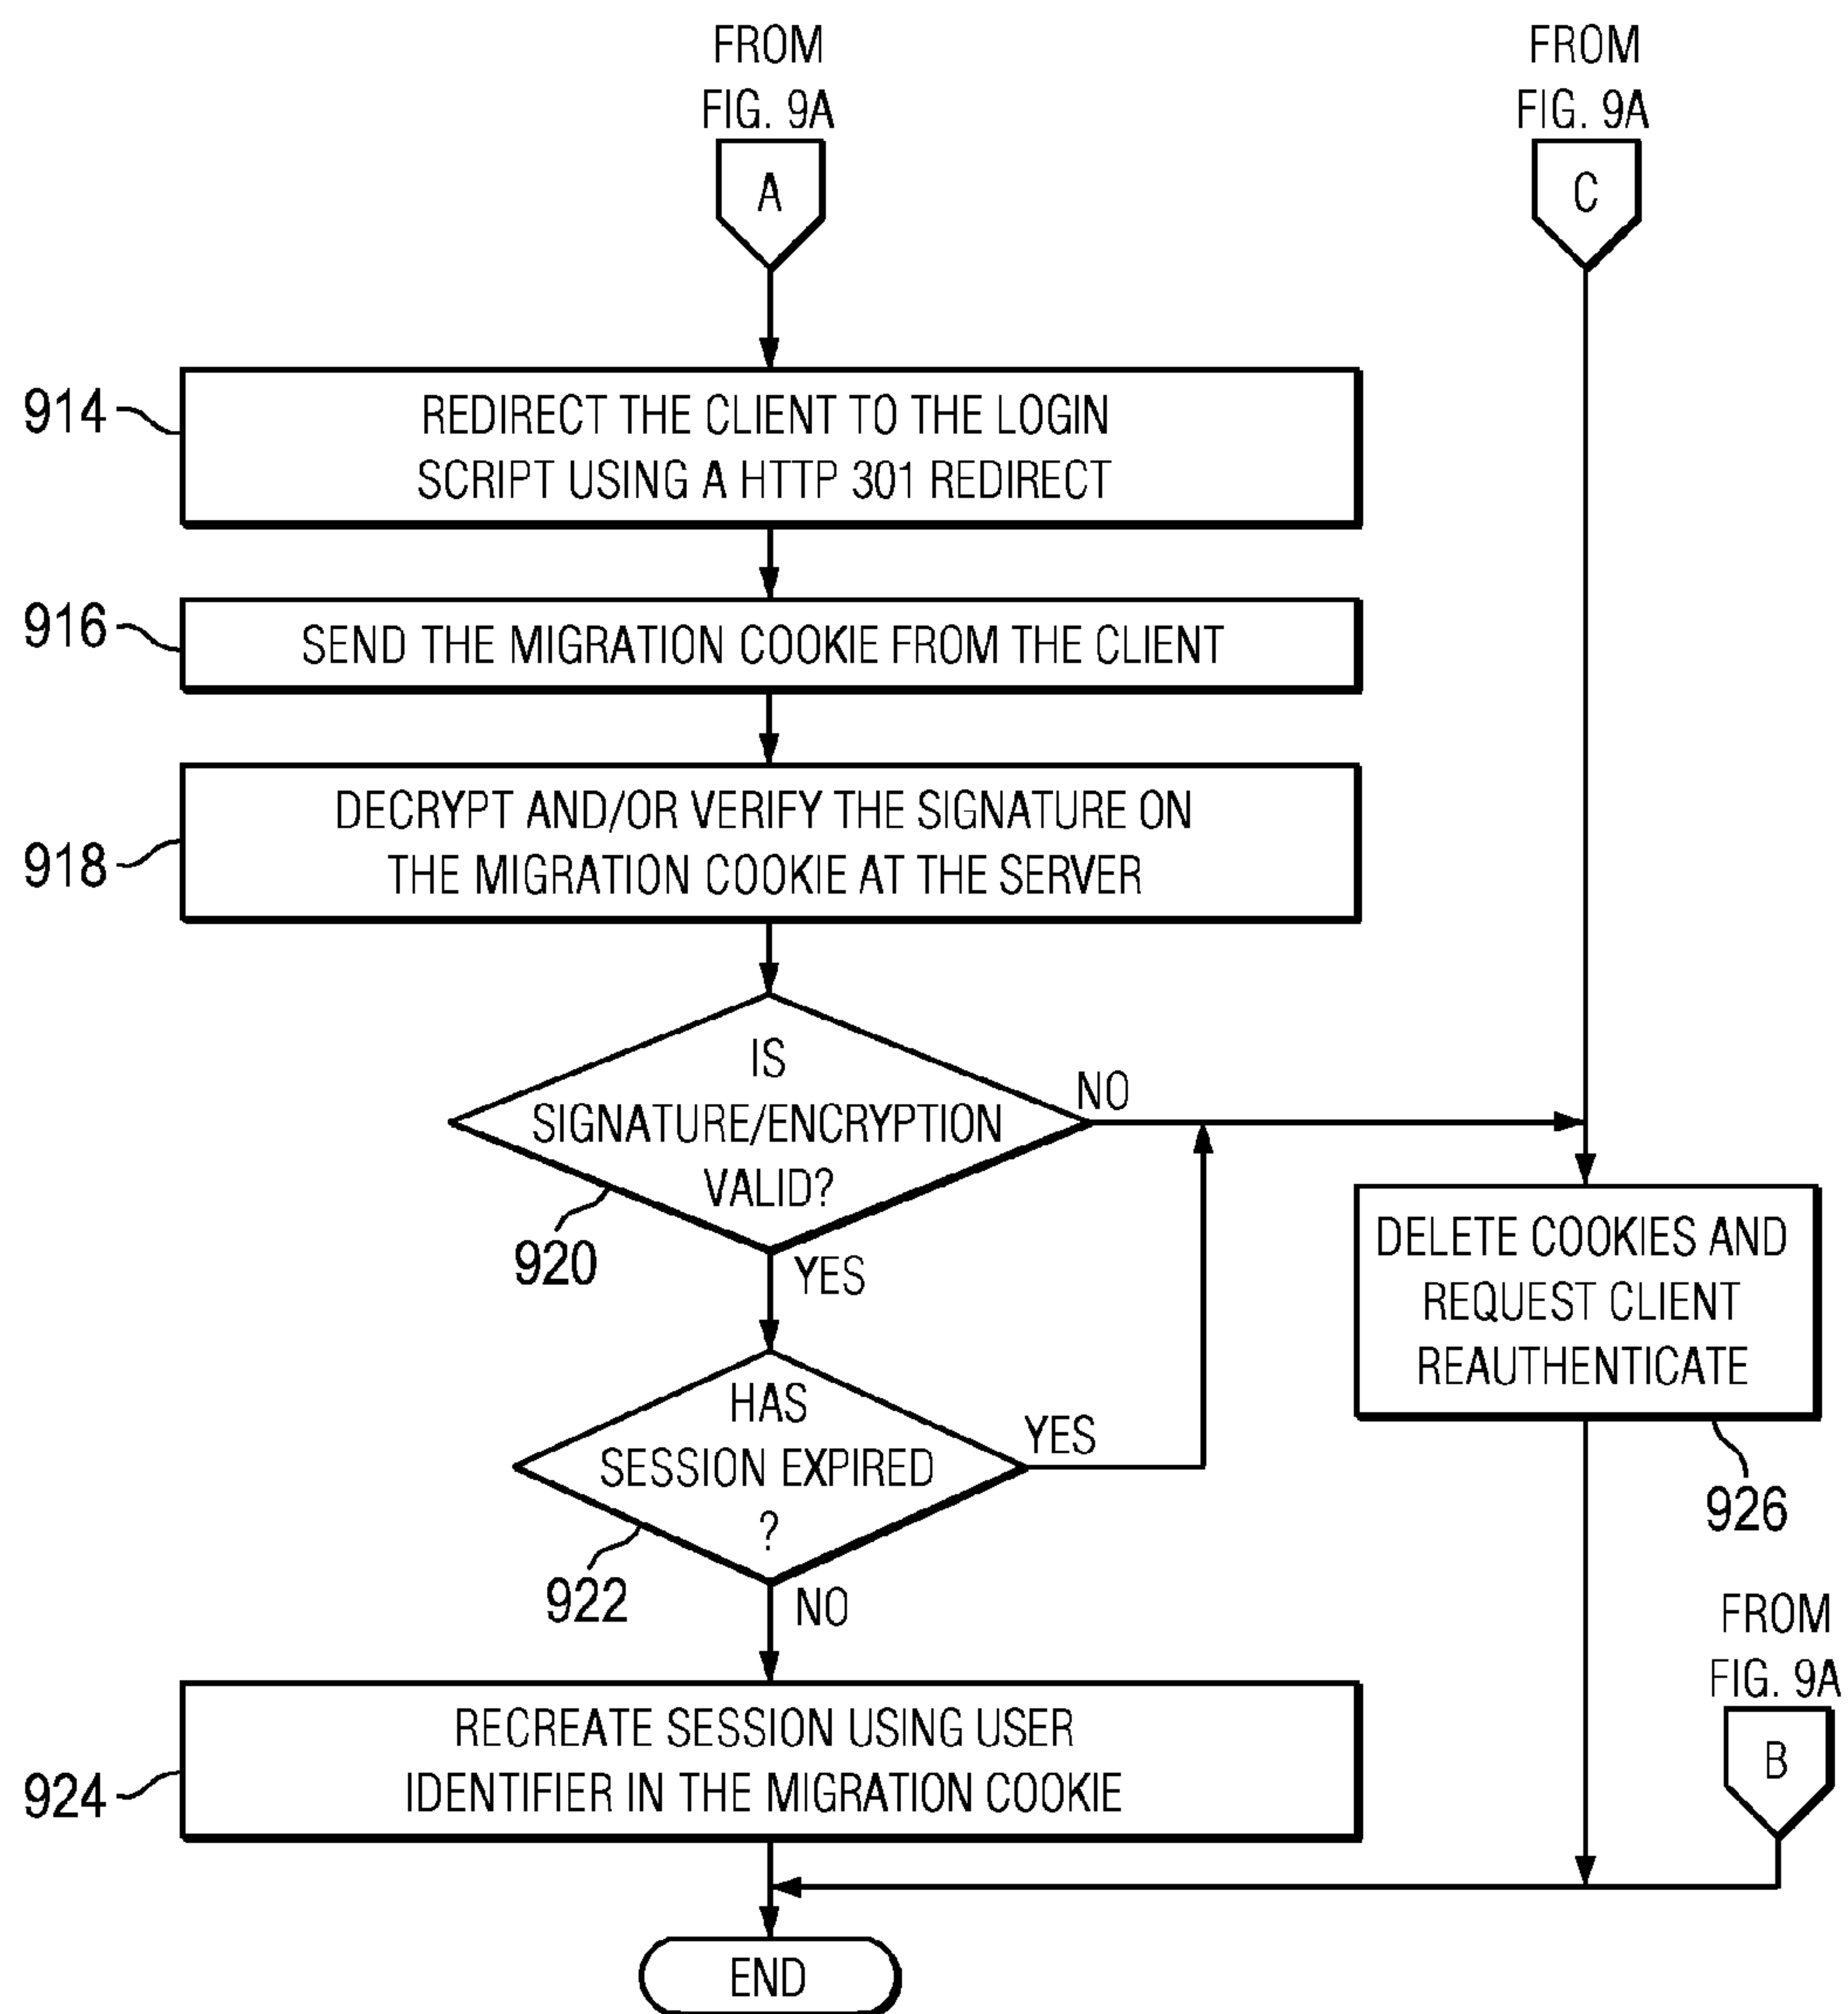 FROM
FIG. 9A
A
FROM
FIG. 9A
C
914
REDIRECT THE CLIENT TO THE LOGIN
SCRIPT USING A HTTP 301 REDIRECT
916
SEND THE MIGRATION COOKIE FROM THE CLIENT
918
DECRYPT AND/OR VERIFY THE SIGNATURE ON
THE MIGRATION COOKIE AT THE SERVER
IS
SIGNATURE/ENCRYPTION
VALID?
NO
920
YES
DELETE COOKIES AND
REQUEST CLIENT
REAUTHENTICATE
926
HAS
SESSION EXPIRED
?
YES
922
NO
FROM
FIG. 9A
B
924
RECREATE SESSION USING USER
IDENTIFIER IN THE MIGRATION COOKIE
END